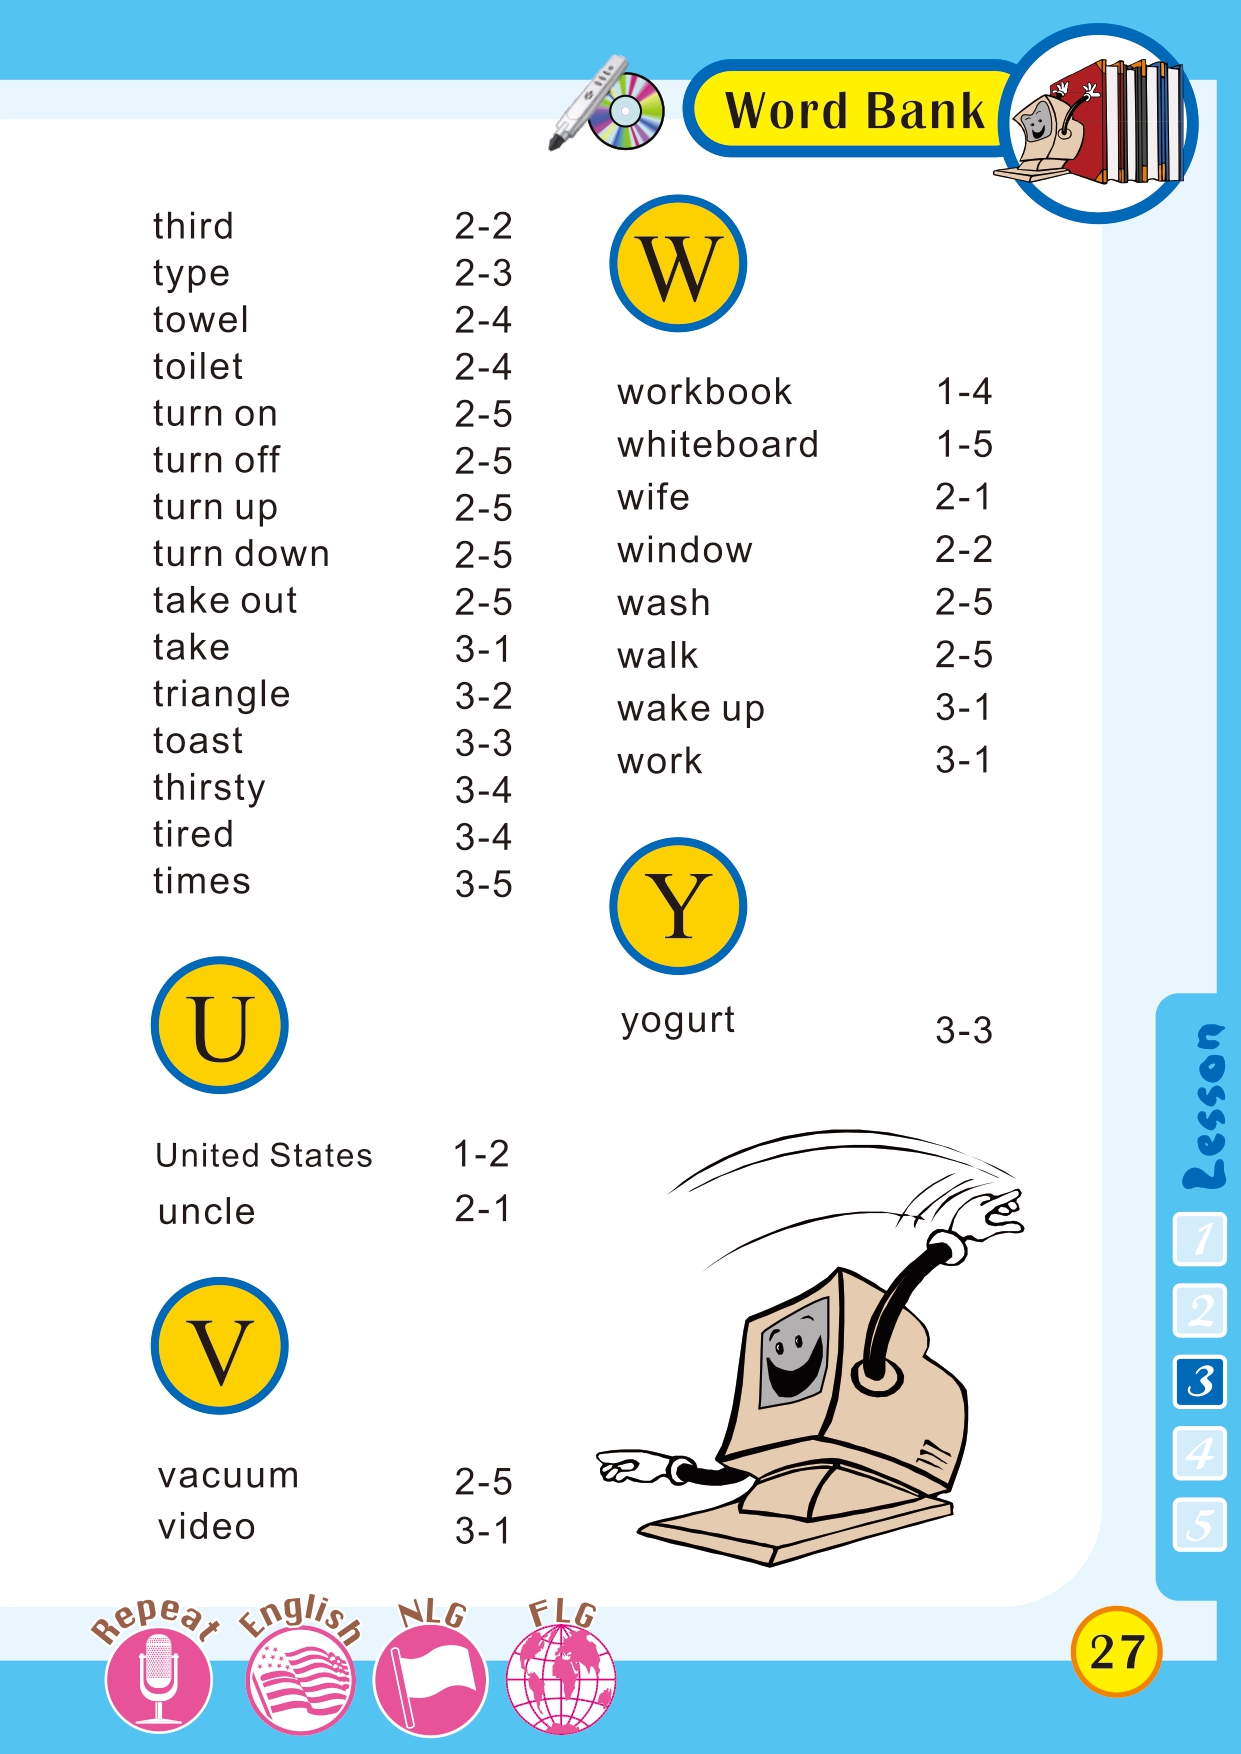 Word Bank
third 2-2
type 2-3
towel 2-4
toilet 2-4
turn on 2-5
turn off 2-5
turn up 2-5
turn down 2-5
take out 2-5
take 3-1
triangle 3-2
toast 3-3
thirsty 3-4
tired 3-4
times 3-5
U
United States 1-2
uncle 2-1
V
vacuum 2-5
video 3-1
W
workbook 1-4
whiteboard 1-5
wife 2-1
window 2-2
wash 2-5
walk 2-5
wake up 3-1
work 3-1
Y
yogurt 3-3
Lesson
1
2
3
4
5
Repeat
English
NLG
FLG
27